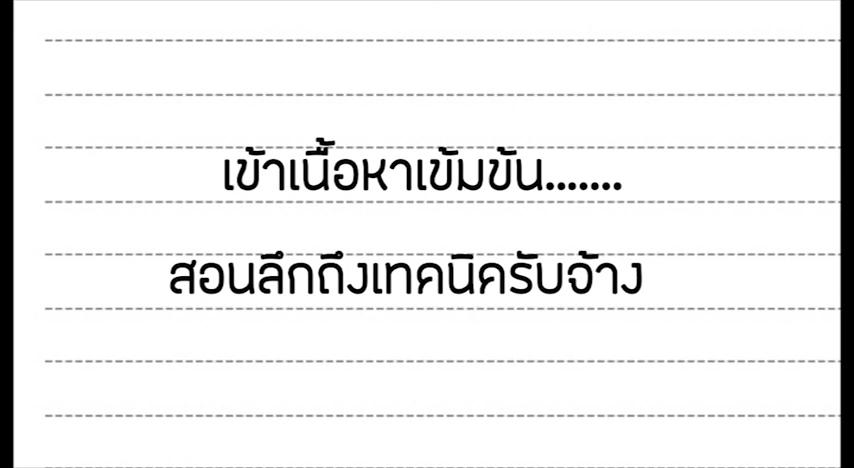 เข้าเนื้อหาเข้มข้น.......
สอนลึกถึงเทคนิครับจ้าง